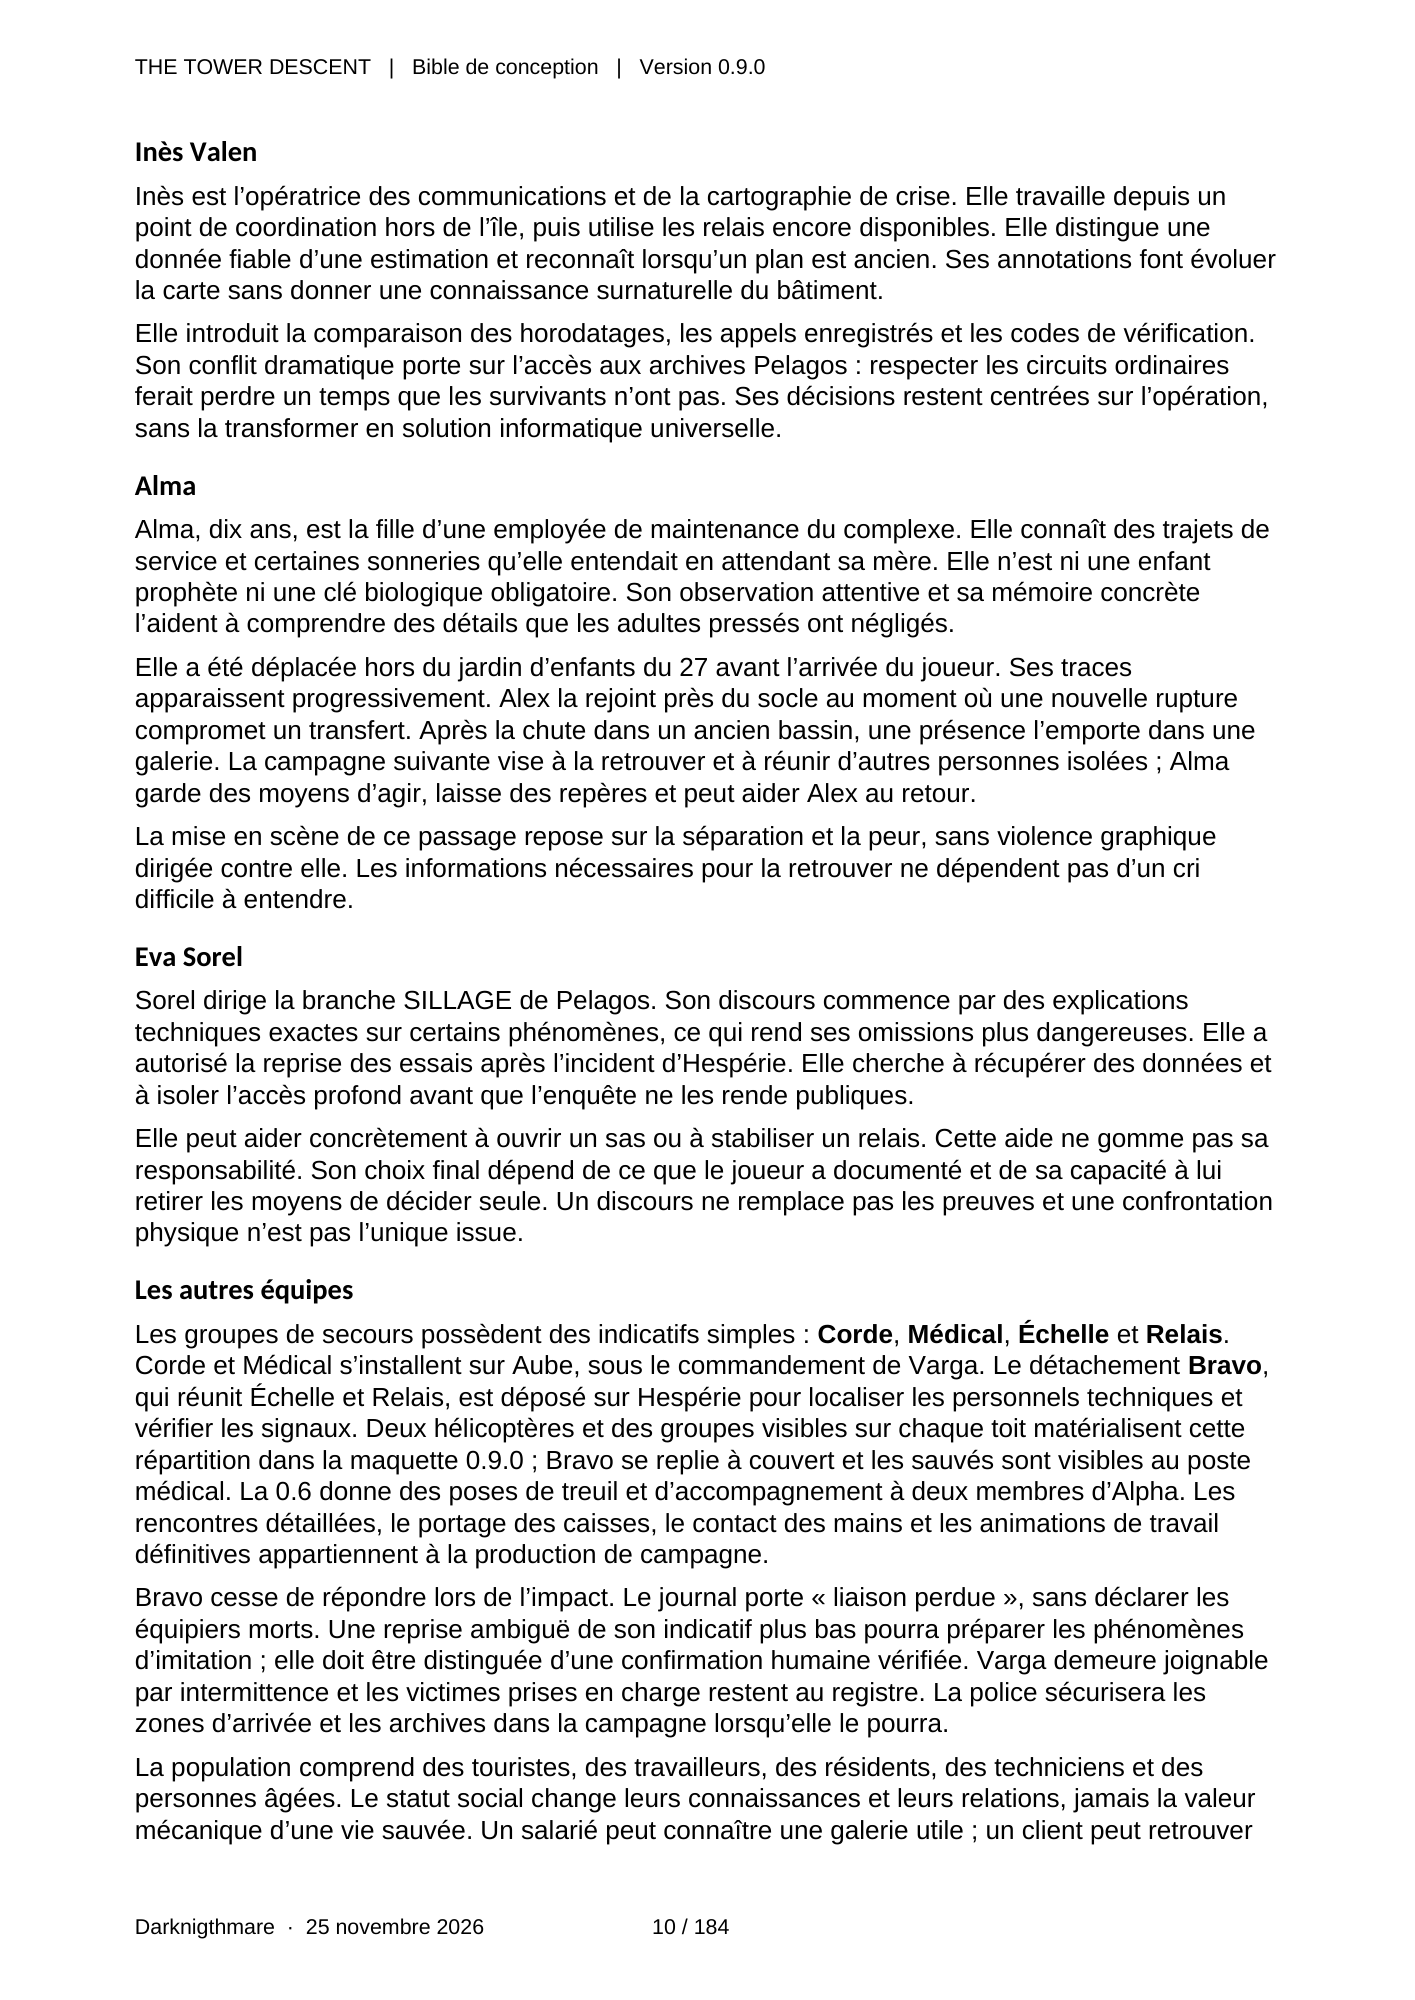 THE TOWER DESCENT | Bible de conception | Version 0.9.0
Inès Valen
Inès est l’opératrice des communications et de la cartographie de crise. Elle travaille depuis un
point de coordination hors de l’île, puis utilise les relais encore disponibles. Elle distingue une
donnée fiable d’une estimation et reconnaît lorsqu’un plan est ancien. Ses annotations font évoluer
la carte sans donner une connaissance surnaturelle du bâtiment.
Elle introduit la comparaison des horodatages, les appels enregistrés et les codes de vérification.
Son conflit dramatique porte sur l’accès aux archives Pelagos : respecter les circuits ordinaires
ferait perdre un temps que les survivants n’ont pas. Ses décisions restent centrées sur l’opération,
sans la transformer en solution informatique universelle.
Alma
Alma, dix ans, est la fille d’une employée de maintenance du complexe. Elle connaît des trajets de
service et certaines sonneries qu’elle entendait en attendant sa mère. Elle n’est ni une enfant
prophète ni une clé biologique obligatoire. Son observation attentive et sa mémoire concrète
l’aident à comprendre des détails que les adultes pressés ont négligés.
Elle a été déplacée hors du jardin d’enfants du 27 avant l’arrivée du joueur. Ses traces
apparaissent progressivement. Alex la rejoint près du socle au moment où une nouvelle rupture
compromet un transfert. Après la chute dans un ancien bassin, une présence l’emporte dans une
galerie. La campagne suivante vise à la retrouver et à réunir d’autres personnes isolées ; Alma
garde des moyens d’agir, laisse des repères et peut aider Alex au retour.
La mise en scène de ce passage repose sur la séparation et la peur, sans violence graphique
dirigée contre elle. Les informations nécessaires pour la retrouver ne dépendent pas d’un cri
difficile à entendre.
Eva Sorel
Sorel dirige la branche SILLAGE de Pelagos. Son discours commence par des explications
techniques exactes sur certains phénomènes, ce qui rend ses omissions plus dangereuses. Elle a
autorisé la reprise des essais après l’incident d’Hespérie. Elle cherche à récupérer des données et
à isoler l’accès profond avant que l’enquête ne les rende publiques.
Elle peut aider concrètement à ouvrir un sas ou à stabiliser un relais. Cette aide ne gomme pas sa
responsabilité. Son choix final dépend de ce que le joueur a documenté et de sa capacité à lui
retirer les moyens de décider seule. Un discours ne remplace pas les preuves et une confrontation
physique n’est pas l’unique issue.
Les autres équipes
Les groupes de secours possèdent des indicatifs simples : Corde, Médical, Échelle et Relais.
Corde et Médical s’installent sur Aube, sous le commandement de Varga. Le détachement Bravo,
qui réunit Échelle et Relais, est déposé sur Hespérie pour localiser les personnels techniques et
vérifier les signaux. Deux hélicoptères et des groupes visibles sur chaque toit matérialisent cette
répartition dans la maquette 0.9.0 ; Bravo se replie à couvert et les sauvés sont visibles au poste
médical. La 0.6 donne des poses de treuil et d’accompagnement à deux membres d’Alpha. Les
rencontres détaillées, le portage des caisses, le contact des mains et les animations de travail
définitives appartiennent à la production de campagne.
Bravo cesse de répondre lors de l’impact. Le journal porte « liaison perdue », sans déclarer les
équipiers morts. Une reprise ambiguë de son indicatif plus bas pourra préparer les phénomènes
d’imitation ; elle doit être distinguée d’une confirmation humaine vérifiée. Varga demeure joignable
par intermittence et les victimes prises en charge restent au registre. La police sécurisera les
zones d’arrivée et les archives dans la campagne lorsqu’elle le pourra.
La population comprend des touristes, des travailleurs, des résidents, des techniciens et des
personnes âgées. Le statut social change leurs connaissances et leurs relations, jamais la valeur
mécanique d’une vie sauvée. Un salarié peut connaître une galerie utile ; un client peut retrouver
Darknigthmare · 25 novembre 2026 10 / 184